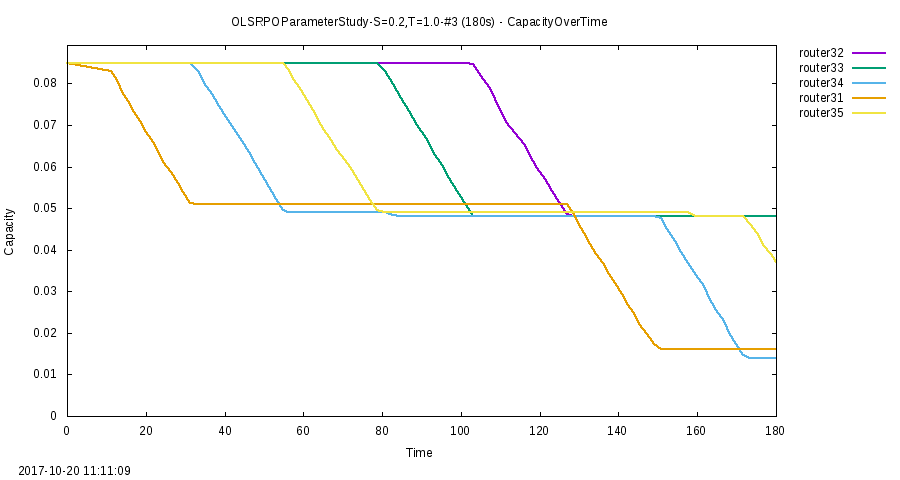 OLSRPOParameterStudy-S=0.2,T=1.0-#3 (180s) - CapacityOverTime
router32
router33
router34
router31
router35
0.08
0.07
0.06
0.05
0.04
0.03
0.02
0.01
0
Capacity
0 20 40 60 80 100 120 140 160 180
Time
2017-10-20 11:11:09